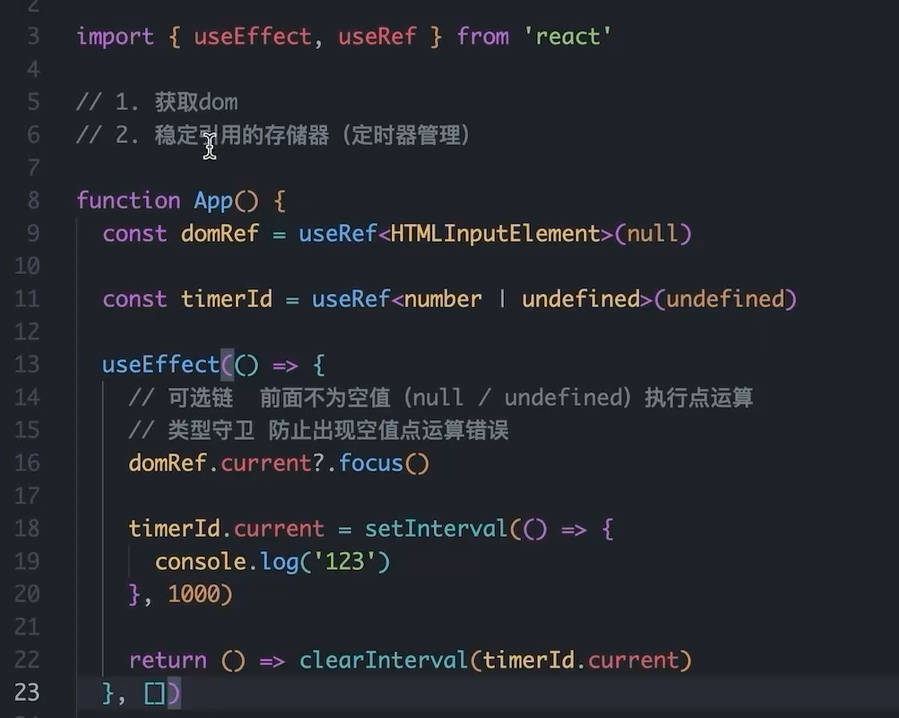 2
3 import { useEffect, useRef } from 'react'
4
5 // 1. 获取dom
6 // 2. 稳定引用的存储器（定时器管理）
7
8 function App() {
9 const domRef = useRef<HTMLInputElement>(null)
10
11 const timerId = useRef<number | undefined>(undefined)
12
13 useEffect(() => {
14 // 可选链 前面不为空值（null / undefined）执行点运算
15 // 类型守卫 防止出现空值点运算错误
16 domRef.current?.focus()
17
18 timerId.current = setInterval(() => {
19 console.log('123')
20 }, 1000)
21
22 return () => clearInterval(timerId.current)
23 }, [])